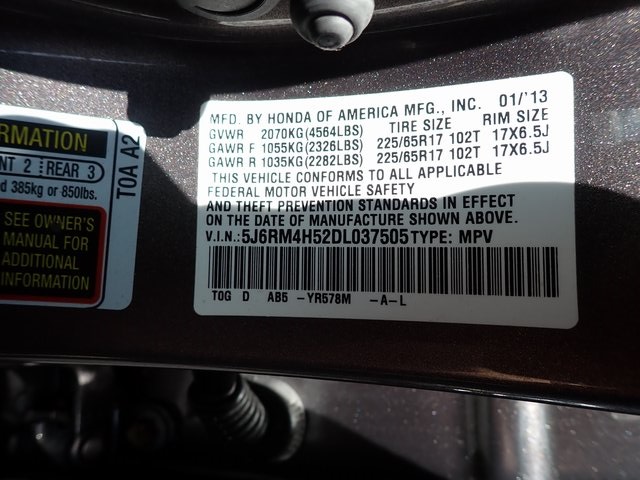 RMATION
NT 2 REAR 3
d 385kg or 850lbs.
TOA A2
SEE OWNER'S
MANUAL FOR
ADDITIONAL
INFORMATION
MFD. BY HONDA OF AMERICA MFG., INC. 01/'13
GVWR 2070KG(4564LBS) TIRE SIZE RIM SIZE
GAWR F 1055KG(2326LBS) 225/65R17 102T 17X6.5J
GAWR R 1035KG(2282LBS) 225/65R17 102T 17X6.5J
THIS VEHICLE CONFORMS TO ALL APPLICABLE
FEDERAL MOTOR VEHICLE SAFETY
AND THEFT PREVENTION STANDARDS IN EFFECT
ON THE DATE OF MANUFACTURE SHOWN ABOVE.
V.I.N.:5J6RM4H52DL037505 TYPE: MPV
TOG D AB5 -YR578M -A-L